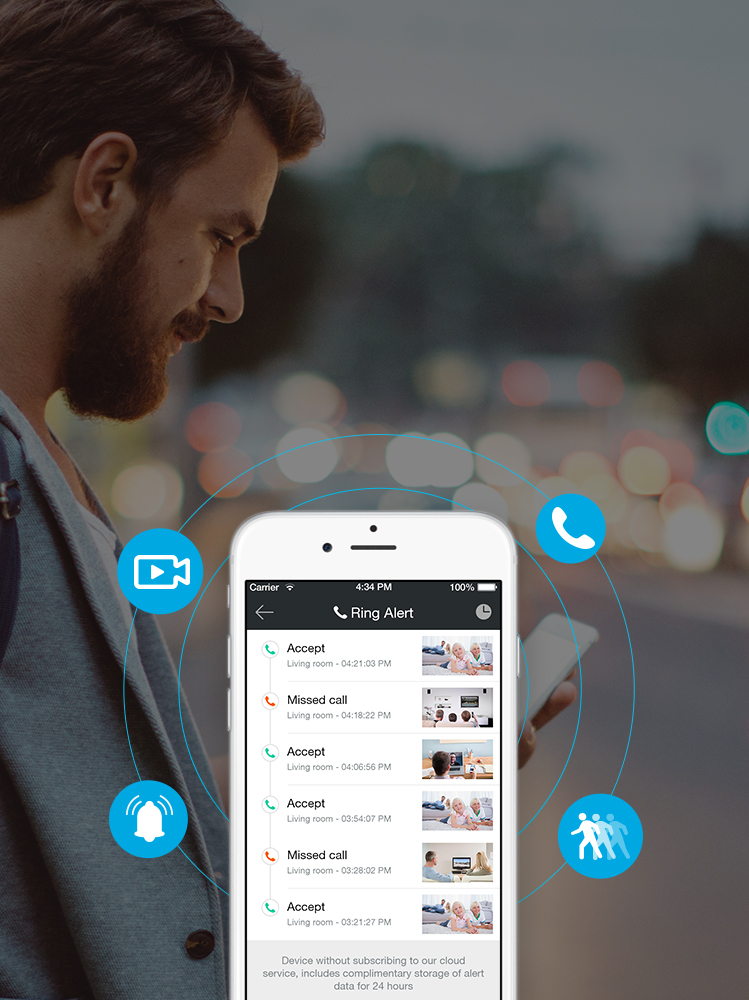 Carrier 4:34 PM 100%
Ring Alert
Accept
Living room - 04:21:03 PM
Missed call
Living room - 04:18:22 PM
Accept
Living room - 04:06:56 PM
Accept
Living room - 03:54:07 PM
Missed call
Living room - 03:28:02 PM
Accept
Living room - 03:21:27 PM
Device without subscribing to our cloud
service, includes complimentary storage of alert
data for 24 hours